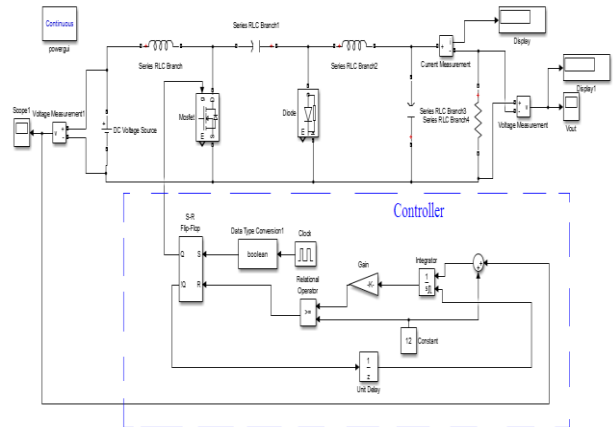 Continuous
powergui
Series RLC Branch1
Series RLC Branch
Series RLC Branch2
Display
Current Measurement
Display1
Scope1
Voltage Measurement1
DC Voltage Source
Mosfet
Diode
Series RLC Branch3
Series RLC Branch4
Voltage Measurement
Vout
Controller
S-R
Flip-Flop
Data Type Conversion1
Clock
Q
S
boolean
!Q
R
Relational
Operator
>=
Gain
-K-
Integrator
1
12
Constant
1
z
Unit Delay